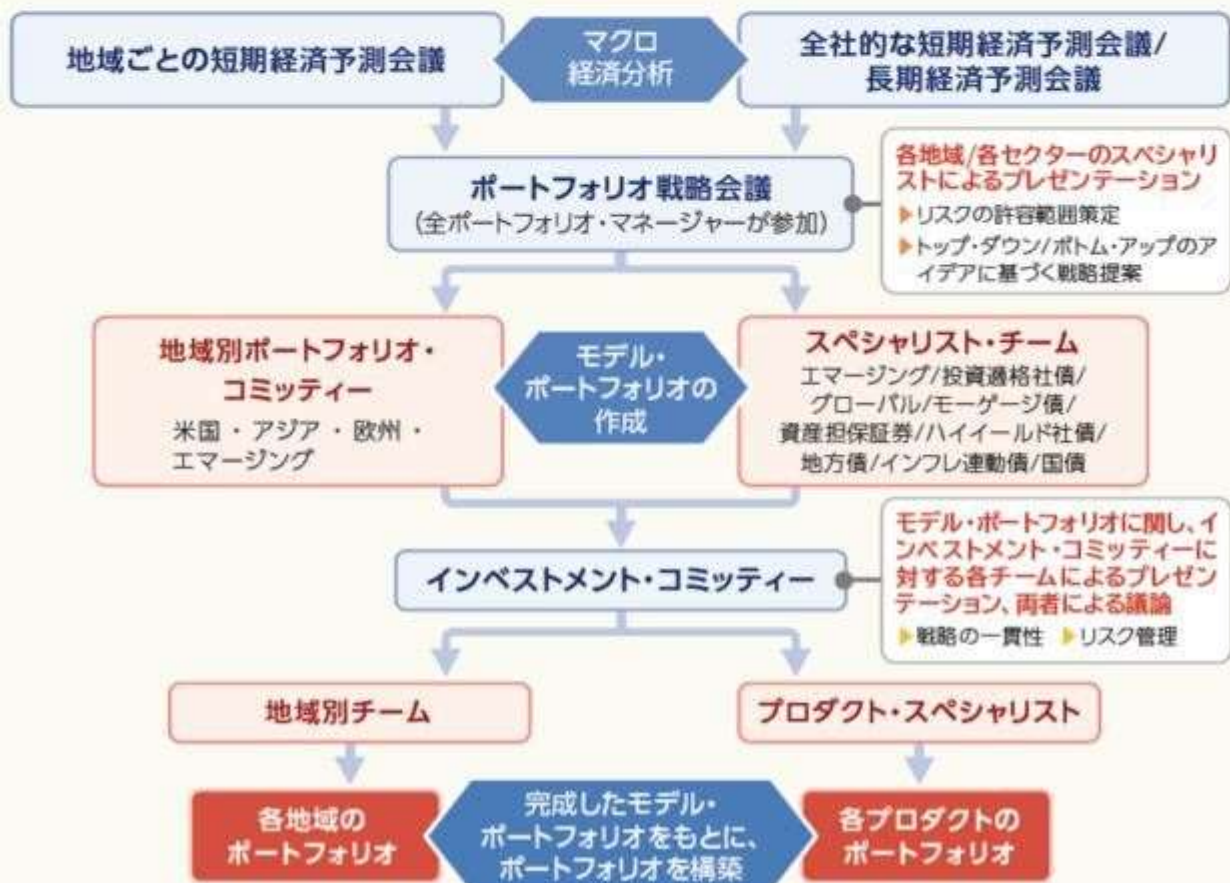 地域ごとの短期経済予測会議
マクロ
経済分析
全社的な短期経済予測会議/
長期経済予測会議
ポートフォリオ戦略会議
(全ポートフォリオ・マネージャーが参加)
各地域/各セクターのスペシャリ
ストによるプレゼンテーション
▶リスクの許容範囲策定
▶トップ・ダウン/ボトム・アップのア
イデアに基づく戦略提案
地域別ポートフォリオ・
コミッティー
米国・アジア・欧州・
エマージング
モデル・
ポートフォリオの
作成
スペシャリスト・チーム
エマージング/投資適格社債/
グローバル/モーゲージ債/
資産担保証券/ハイイールド社債/
地方債/インフレ連動債/国債
インベストメント・コミッティー
モデル・ポートフォリオに関し、イ
ンベストメント・コミッティーに
対する各チームによるプレゼン
テーション、両者による議論
▶戦略の一貫性 ▶リスク管理
地域別チーム
プロダクト・スペシャリスト
各地域の
ポートフォリオ
完成したモデル・
ポートフォリオをもとに、
ポートフォリオを構築
各プロダクトの
ポートフォリオ